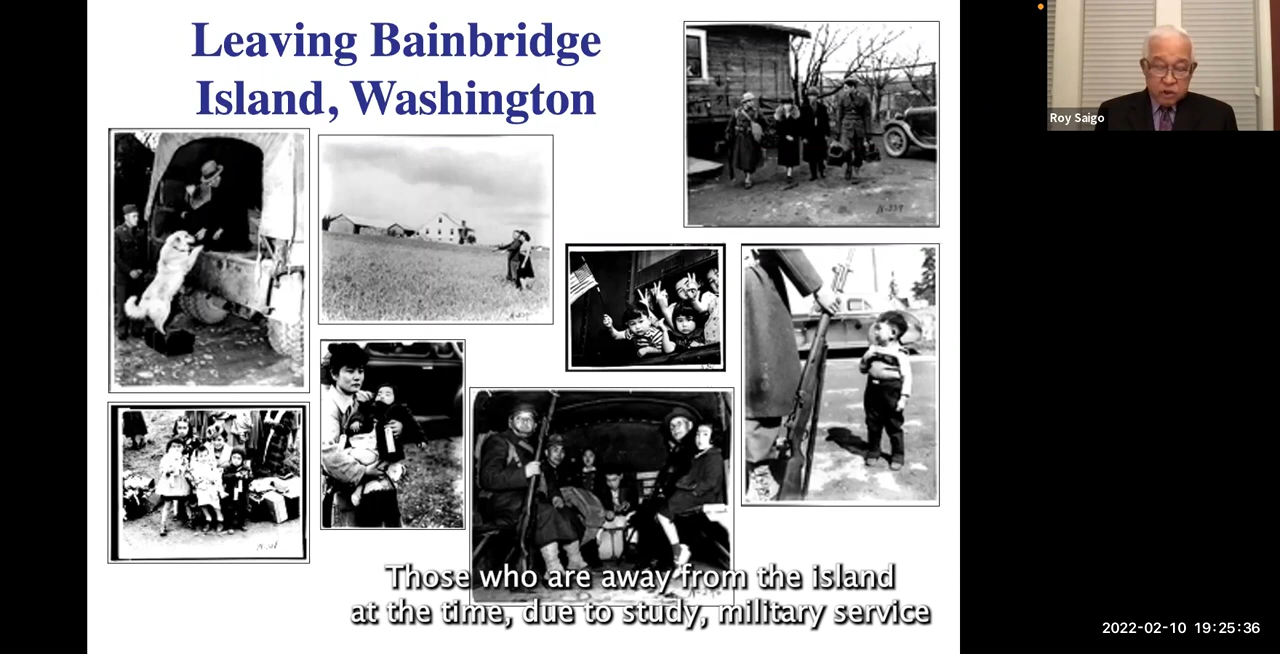 Leaving Bainbridge
Island, Washington
Roy Saigo
Those who are away from the island
at the time, due to study, military service
2022-02-10 19:25:36